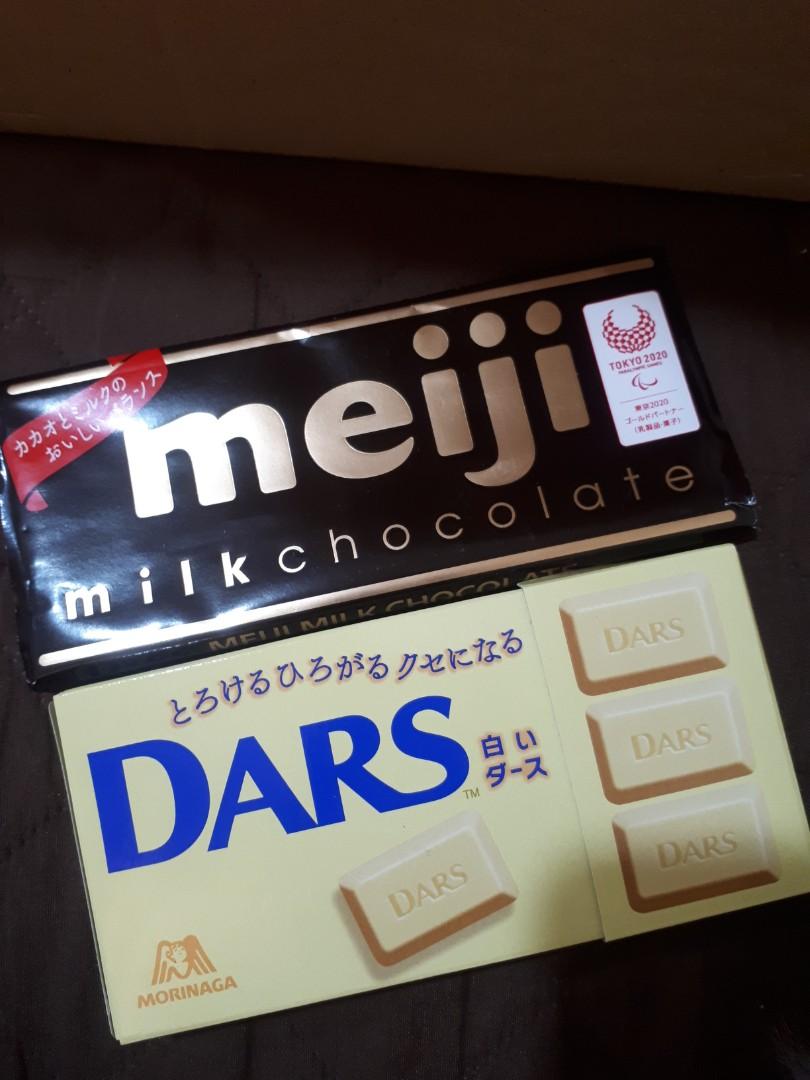 カカオとミルクの
おいしいバランス
meiji
milk chocolate
TOKYO 2020
PARALYMPIC GAMES
東京2020
ゴールドパートナー
(乳製品・菓子)
MEIJI MILK CHOCOLATE
とろけるひろがるクセになる
DARS
TM
白い
ダース
DARS
DARS
DARS
DARS
MORINAGA